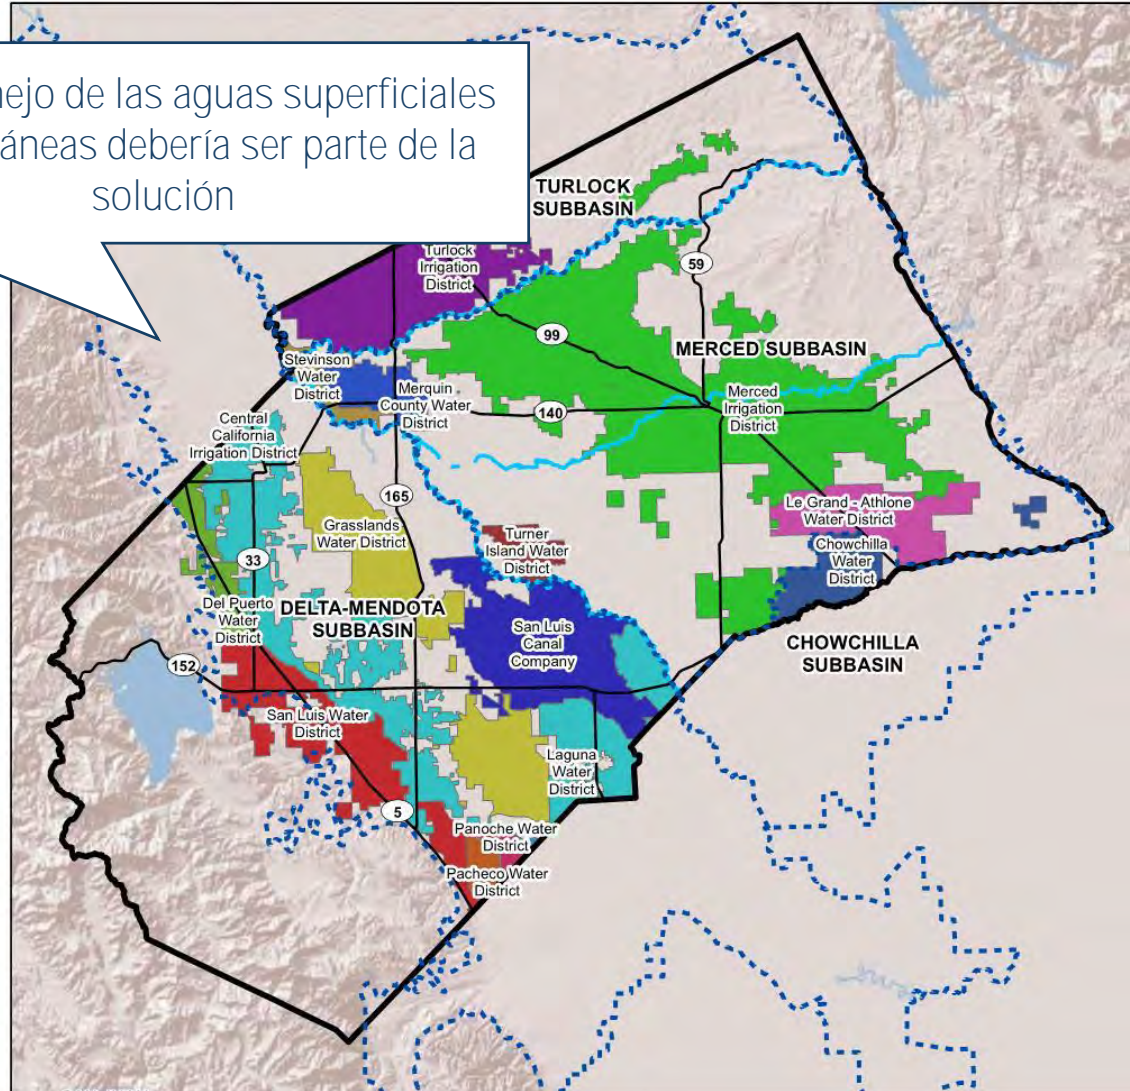 nejo de las aguas superficiales
áneas debería ser parte de la
solución
TURLOCK
SUBBASIN
Turlock
Irrigation
District
59
99
MERCED SUBBASIN
Stevinson
Water
District
Merquin
County Water
District
140
Merced
Irrigation
District
Central
California
Irrigation District
165
Grasslands
Water District
Turner
Island Water
District
Le Grand - Athlone
Water District
Chowchilla
Water
District
33
Del Puerto
Water
District
DELTA-MENDOTA
SUBBASIN
San Luis
Canal
Company
CHOWCHILLA
SUBBASIN
152
San Luis Water
District
Laguna
Water
District
5
Panoche Water
District
Pacheco Water
District